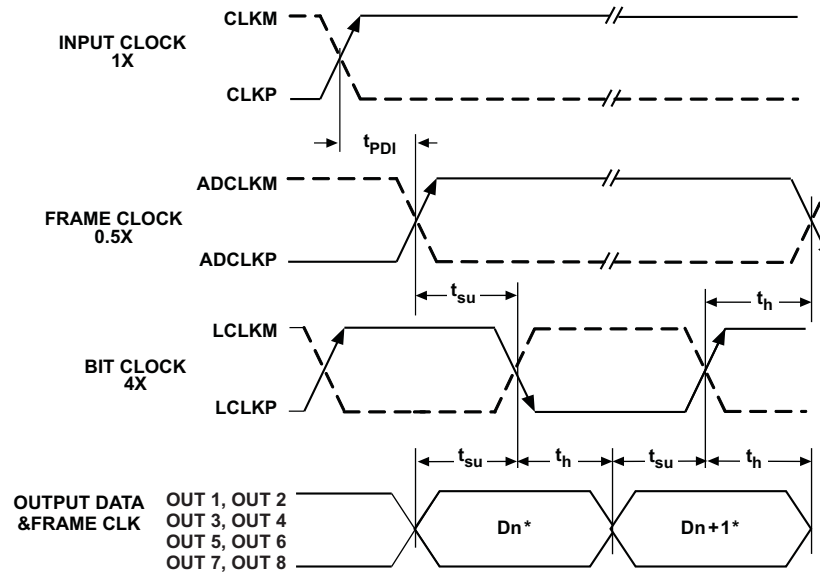 CLKM
INPUT CLOCK
1X
CLKP
tPDI
ADCLKM
FRAME CLOCK
0.5X
ADCLKP
tsu
th
LCLKM
BIT CLOCK
4X
LCLKP
tsu
th
tsu
th
OUTPUT DATA
&FRAME CLK
OUT 1, OUT 2
OUT 3, OUT 4
OUT 5, OUT 6
OUT 7, OUT 8
Dn*
Dn+1*